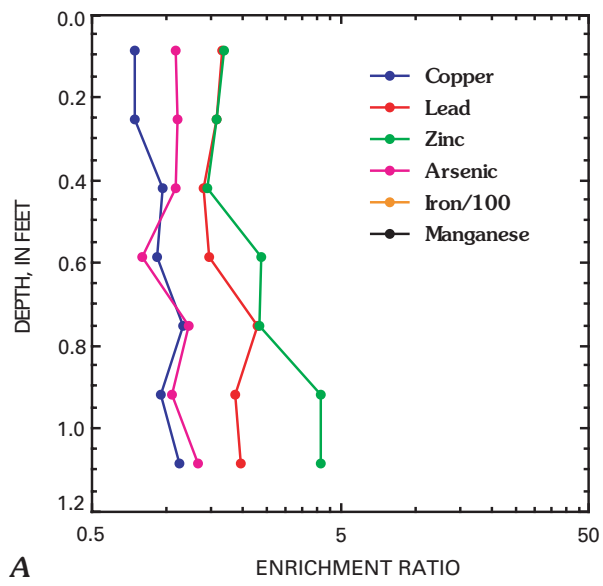 0.0
0.2
0.4
0.6
0.8
1.0
1.2
DEPTH, IN FEET
Copper
Lead
Zinc
Arsenic
Iron/100
Manganese
0.5
5
50
A
ENRICHMENT RATIO